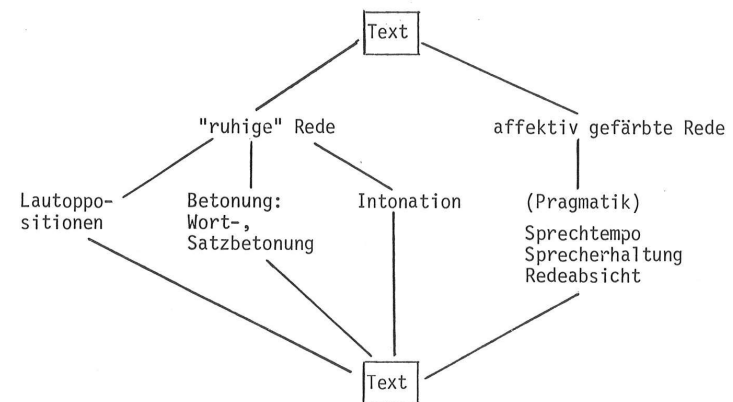 Text
"ruhige" Rede
affektiv gefärbte Rede
Lautoppo-
sitionen
Betonung:
Wort-,
Satzbetonung
Intonation
(Pragmatik)
Sprechtempo
Sprecherhaltung
Redeabsicht
Text